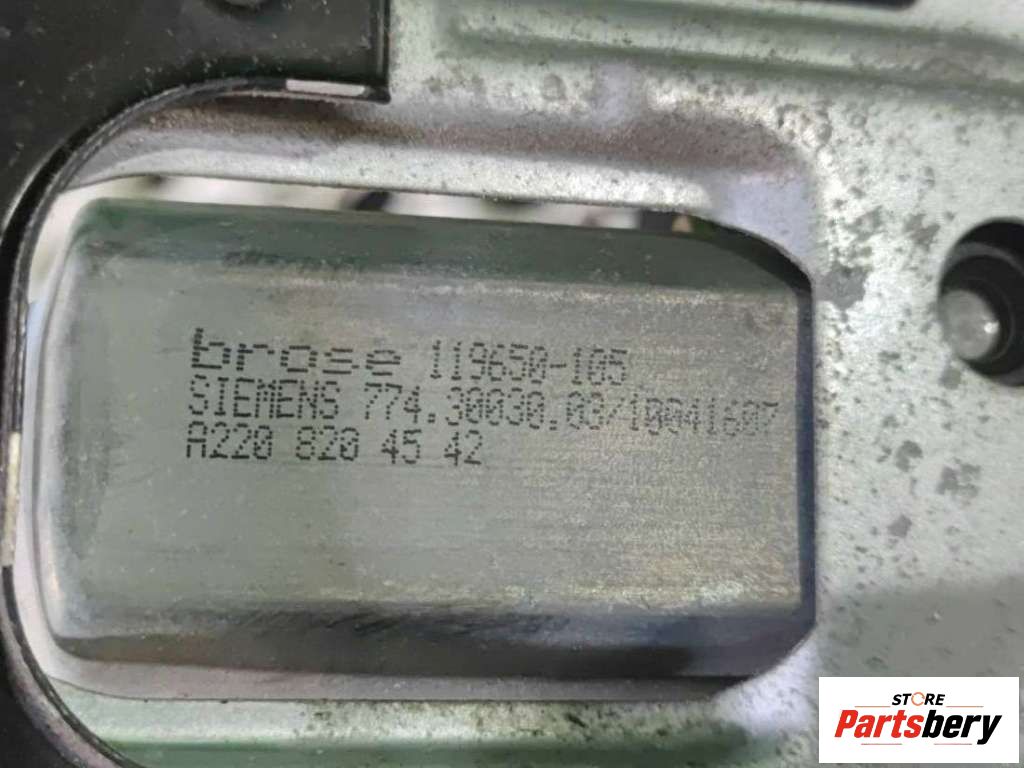 brose 119650-105
SIEMENS 774.30030.03/10041607
A220 820 45 42
STORE
Partsbery